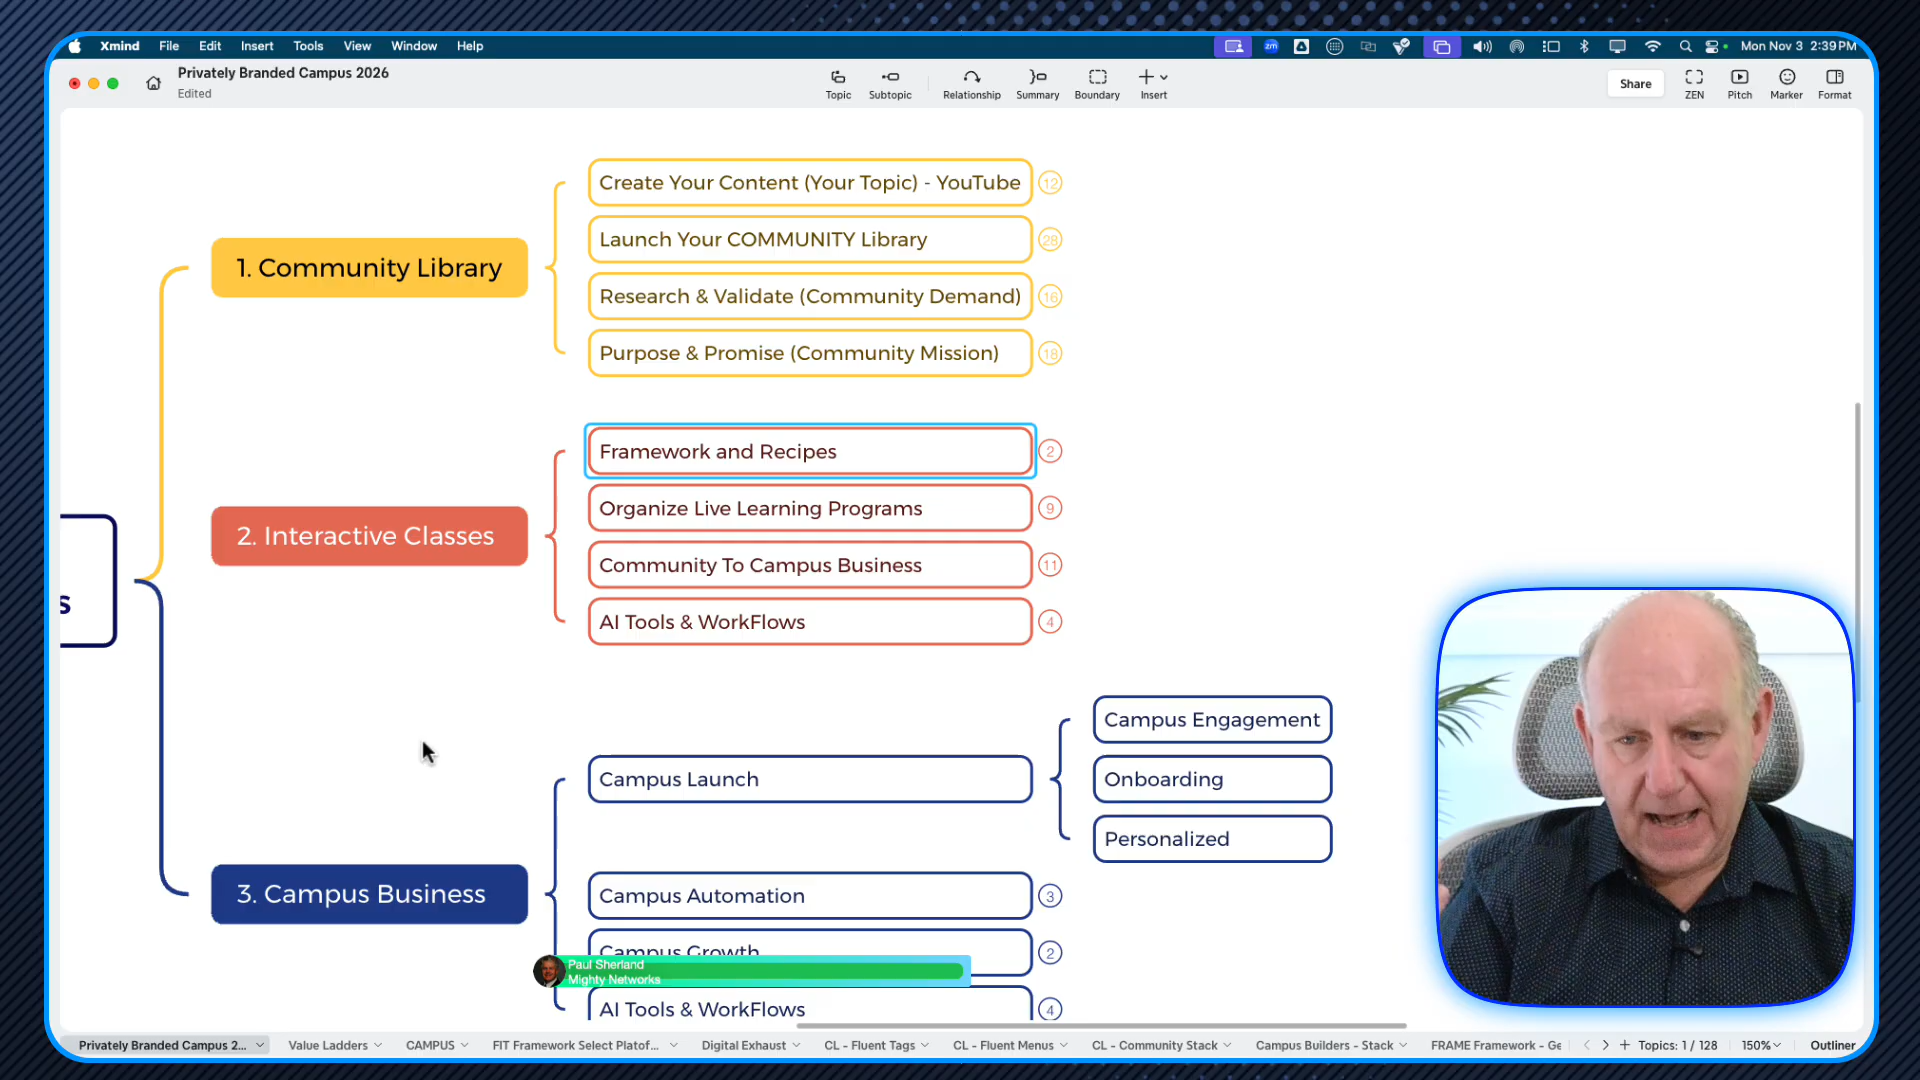 Xmind File Edit Insert Tools View Window Help
zm
Mon Nov 3 2:39 PM
Privately Branded Campus 2026
Edited
Topic Subtopic Relationship Summary Boundary Insert
Share
ZEN Pitch Marker Format
Create Your Content (Your Topic) - YouTube 12
Launch Your COMMUNITY Library 28
1. Community Library
Research & Validate (Community Demand) 16
Purpose & Promise (Community Mission) 18
Framework and Recipes 2
Organize Live Learning Programs 9
2. Interactive Classes
Community To Campus Business 11
s
AI Tools & WorkFlows 4
Campus Engagement
Campus Launch
Onboarding
Personalized
3. Campus Business
Campus Automation 3
Campus Growth 2
Paul Sherland
Mighty Networks
AI Tools & WorkFlows 4
Privately Branded Campus 2... Value Ladders CAMPUS FIT Framework Select Platof... Digital Exhaust CL - Fluent Tags CL - Fluent Menus CL - Community Stack Campus Builders - Stack FRAME Framework - Ge Topics: 1 / 128 150% Outliner